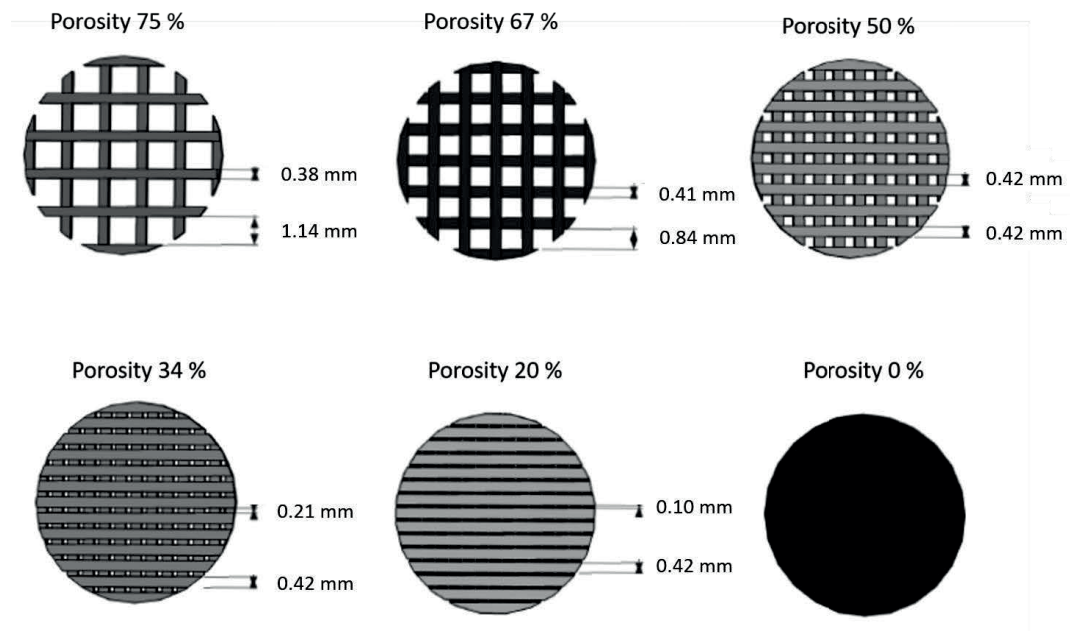 Porosity 75 %
Porosity 67 %
Porosity 50 %
0.38 mm
1.14 mm
0.41 mm
0.84 mm
0.42 mm
0.42 mm
Porosity 34 %
Porosity 20 %
Porosity 0 %
0.21 mm
0.42 mm
0.10 mm
0.42 mm